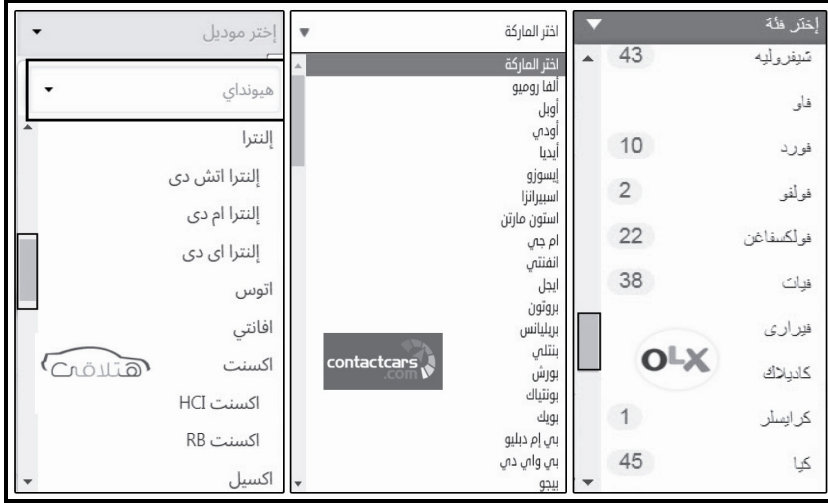 إختر فئة
شيفروليه 43
فاو
فورد 10
فولفو 2
فولكسفاغن 22
فيات 38
فيرارى
كاديلاك
كرايسلر 1
كيا 45
OLX
اختر الماركة
اختر الماركة
ألفا روميو
أوبل
أودي
أيديا
إيسوزو
اسبيرانزا
استون مارتن
ام جي
انفنتي
ايجل
بروتون
بريليانس
بنتلي
بورش
بونتياك
بويك
بي إم دبليو
بي واي دي
بيجو
contactcars
.com
إختر موديل
هيونداي
إلنترا
إلنترا اتش دى
إلنترا ام دى
إلنترا اى دى
اتوس
افانتي
اكسنت
اكسنت HCI
اكسنت RB
اكسيل
هتلاقى